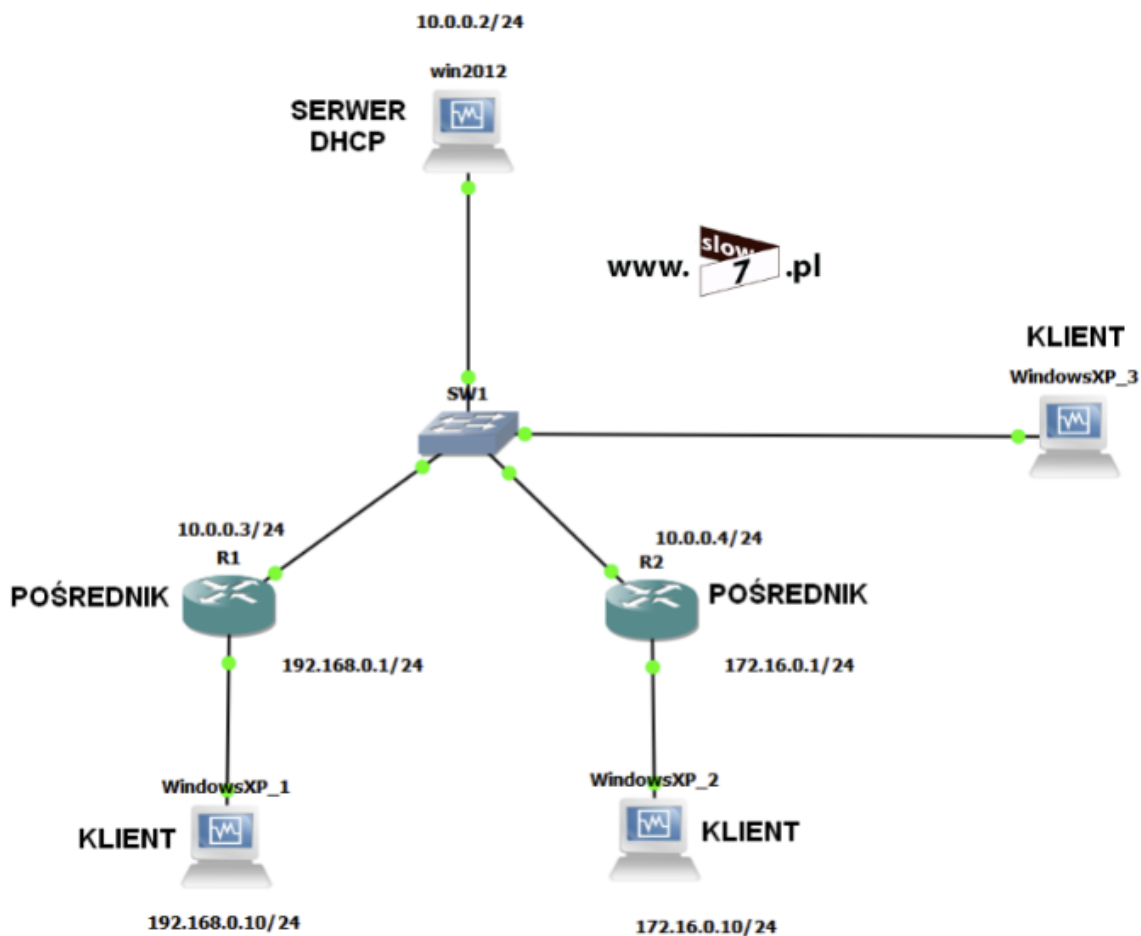 10.0.0.2/24
win2012
SERWER
DHCP
www.slow7.pl
KLIENT
WindowsXP_3
SW1
10.0.0.3/24
R1
POŚREDNIK
10.0.0.4/24
R2
POŚREDNIK
192.168.0.1/24
172.16.0.1/24
WindowsXP_1
KLIENT
192.168.0.10/24
WindowsXP_2
KLIENT
172.16.0.10/24